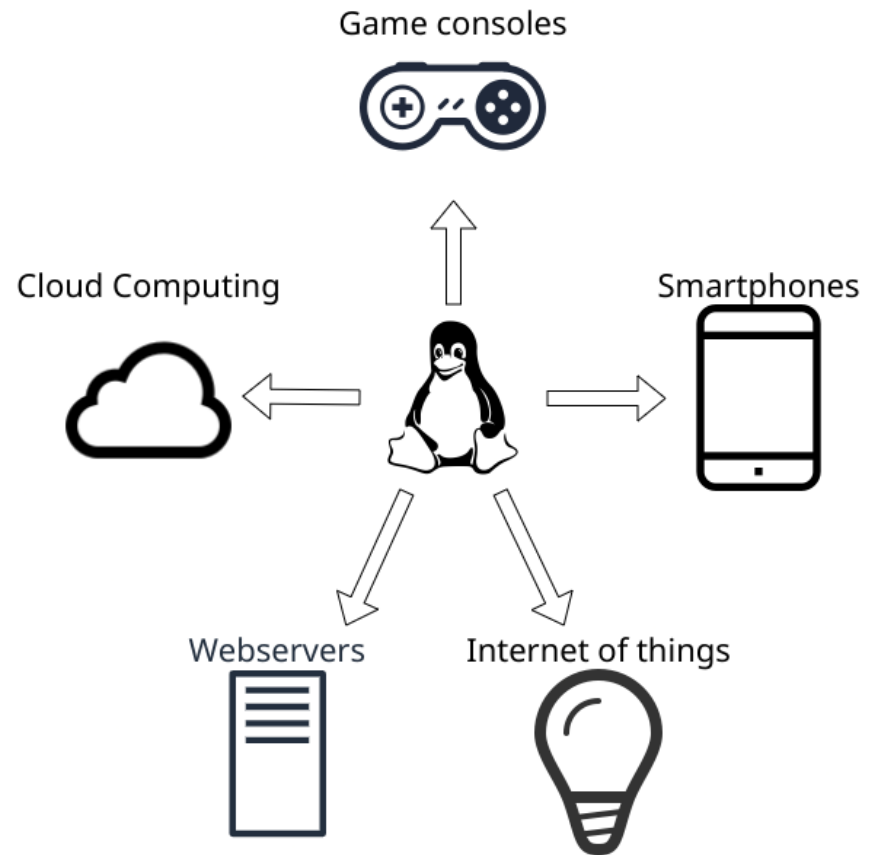 Game consoles
Cloud Computing
Smartphones
Webservers
Internet of things